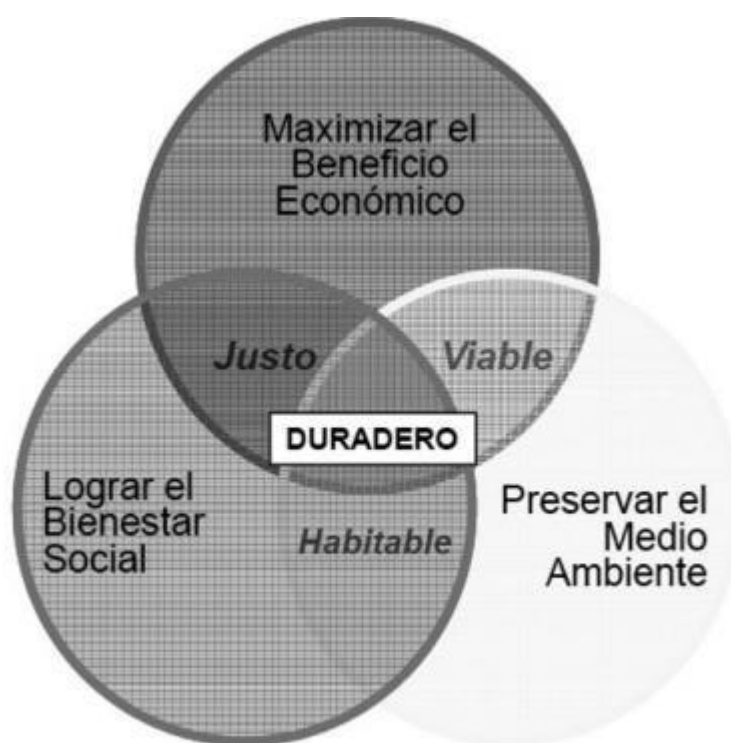 Maximizar el
Beneficio
Económico
Justo
Viable
DURADERO
Lograr el
Bienestar
Social
Habitable
Preservar el
Medio
Ambiente